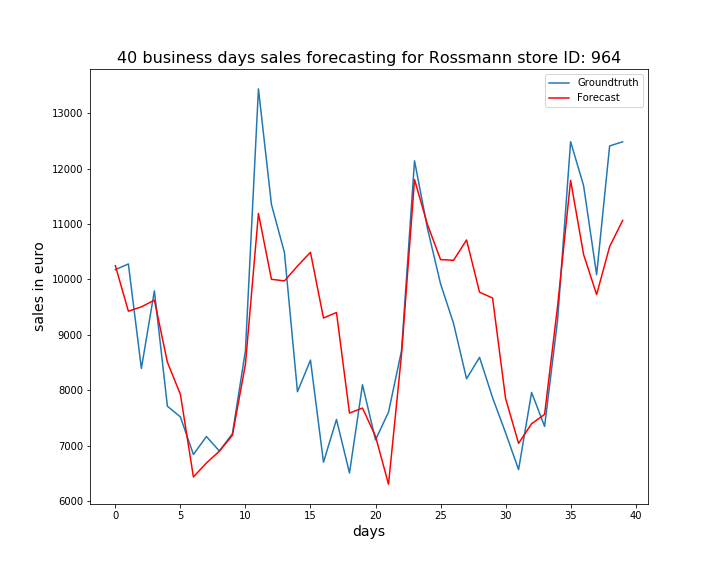 40 business days sales forecasting for Rossmann store ID: 964
Groundtruth
Forecast
sales in euro
13000
12000
11000
10000
9000
8000
7000
6000
0 5 10 15 20 25 30 35 40
days